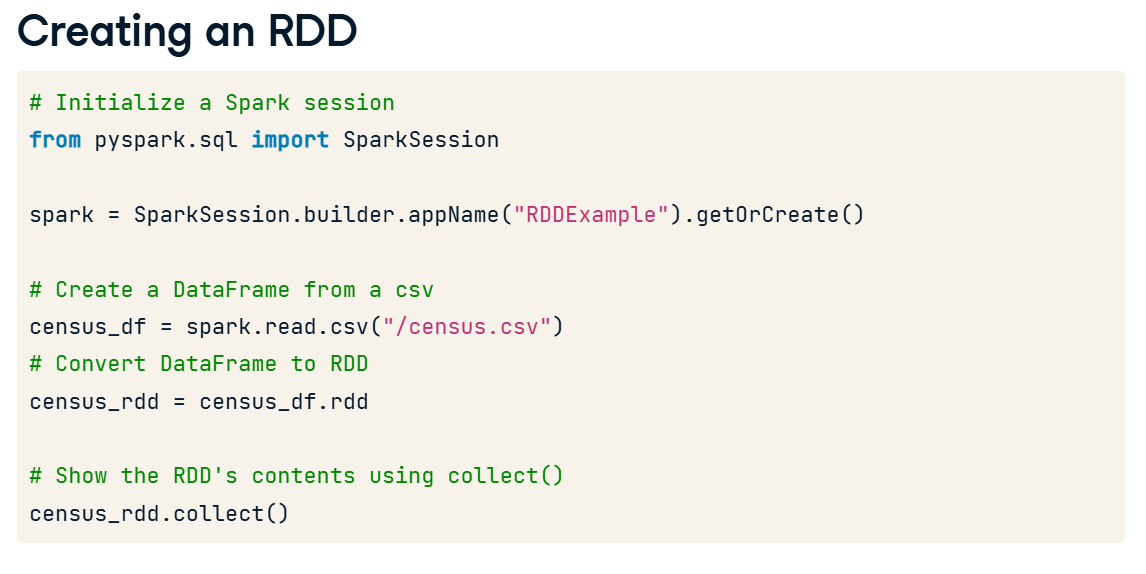 Creating an RDD
# Initialize a Spark session
from pyspark.sql import SparkSession
spark = SparkSession.builder.appName("RDDExample").getOrCreate()
# Create a DataFrame from a csv
census_df = spark.read.csv("/census.csv")
# Convert DataFrame to RDD
census_rdd = census_df.rdd
# Show the RDD's contents using collect()
census_rdd.collect()